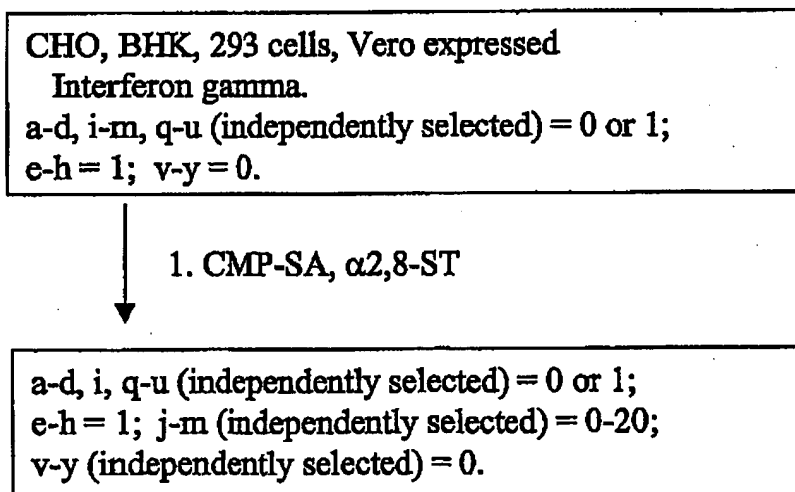 CHO, BHK, 293 cells, Vero expressed
Interferon gamma.
a-d, i-m, q-u (independently selected) = 0 or 1;
e-h = 1; v-y = 0.
1. CMP-SA, α2,8-ST
a-d, i, q-u (independently selected) = 0 or 1;
e-h = 1; j-m (independently selected) = 0-20;
v-y (independently selected) = 0.